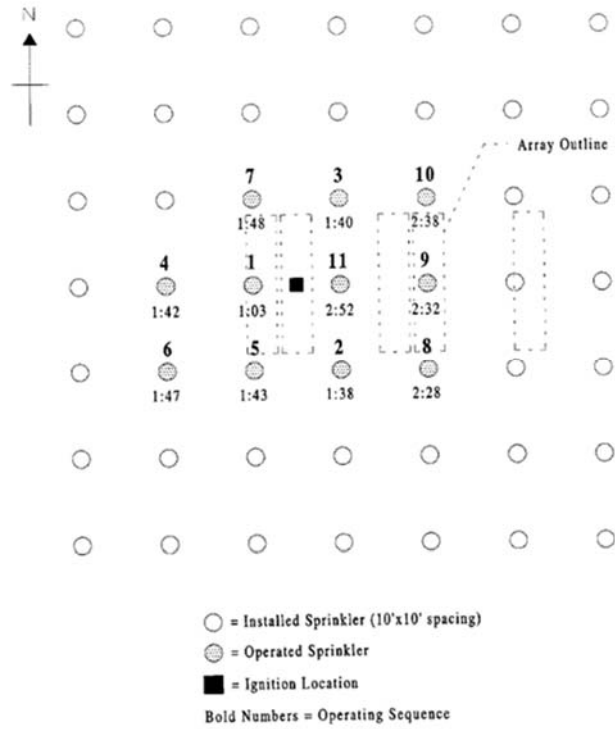 N
Array Outline
7 3 10
1:48 1:40 2:38
4 1 11 9
1:42 1:03 2:52 2:32
6 5 2 8
1:47 1:43 1:38 2:28
= Installed Sprinkler (10'x10' spacing)
= Operated Sprinkler
= Ignition Location
Bold Numbers = Operating Sequence